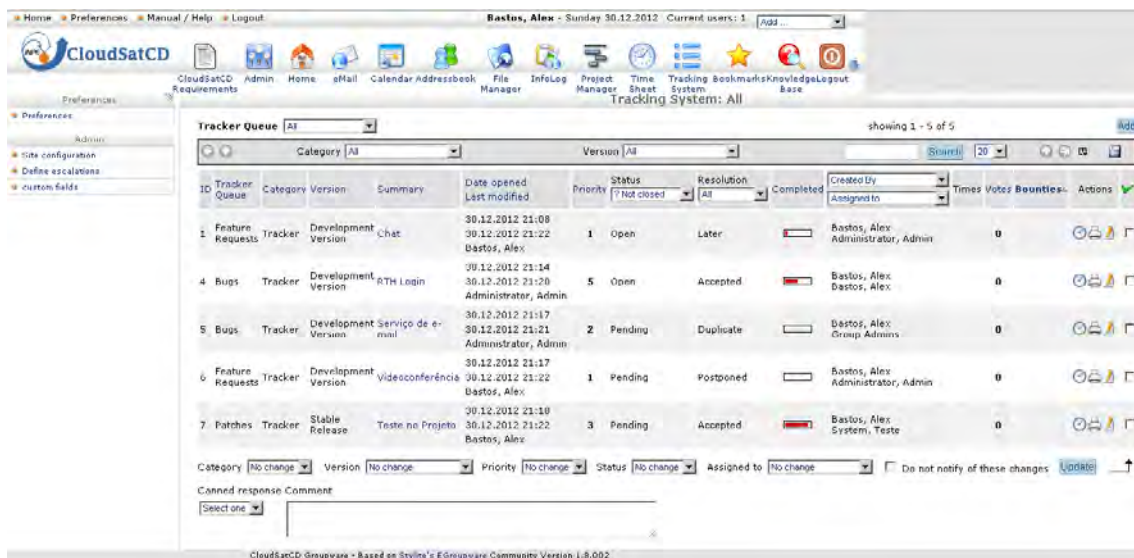 Home Preferences Manual / Help Logout Bastos, Alex - Sunday 30.12.2012 Current users: 1 Add ...
CloudSatCD
CloudSatCD Requirements Admin Home eMail Calendar Addressbook File Manager InfoLog Project Manager Time Sheet Tracking System Bookmarks Knowledge Base Logout
Preferences
Tracking System: All
Preferences
Admin
Site configuration
Define escalations
custom fields
Tracker Queue All showing 1 - 5 of 5 Add
Category All Version All Search 20
ID Tracker Queue Category Version Summary Date opened Last modified Priority Status ? Not closed Resolution All Completed Created By Assigned to Times Votes Bounties Actions
1 Feature Requests Tracker Development Version Chat 30.12.2012 21:08 30.12.2012 21:22 Bastos, Alex 1 Open Later Bastos, Alex Administrator, Admin 0
4 Bugs Tracker Development Version RTH Login 30.12.2012 21:14 30.12.2012 21:20 Administrator, Admin 5 Open Accepted Bastos, Alex Bastos, Alex 0
5 Bugs Tracker Development Version Serviço de e-mail 30.12.2012 21:17 30.12.2012 21:21 Administrator, Admin 2 Pending Duplicate Bastos, Alex Group Admins 0
6 Feature Requests Tracker Development Version Videoconferência 30.12.2012 21:17 30.12.2012 21:22 Bastos, Alex 1 Pending Postponed Bastos, Alex Administrator, Admin 0
7 Patches Tracker Stable Release Teste no Projeto 30.12.2012 21:18 30.12.2012 21:22 Bastos, Alex 3 Pending Accepted Bastos, Alex System, Teste 0
Category No change Version No change Priority No change Status No change Assigned to No change Do not notify of these changes Update
Canned response Comment
Select one
CloudSatCD Groupware - Based on Stylite's EGroupware Community Version 1.8.002